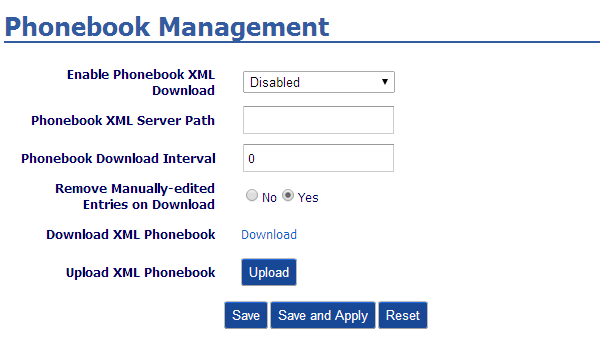 Phonebook Management
Enable Phonebook XML
Download
Disabled
Phonebook XML Server Path
Phonebook Download Interval
0
Remove Manually-edited
Entries on Download
No Yes
Download XML Phonebook
Download
Upload XML Phonebook
Upload
Save Save and Apply Reset